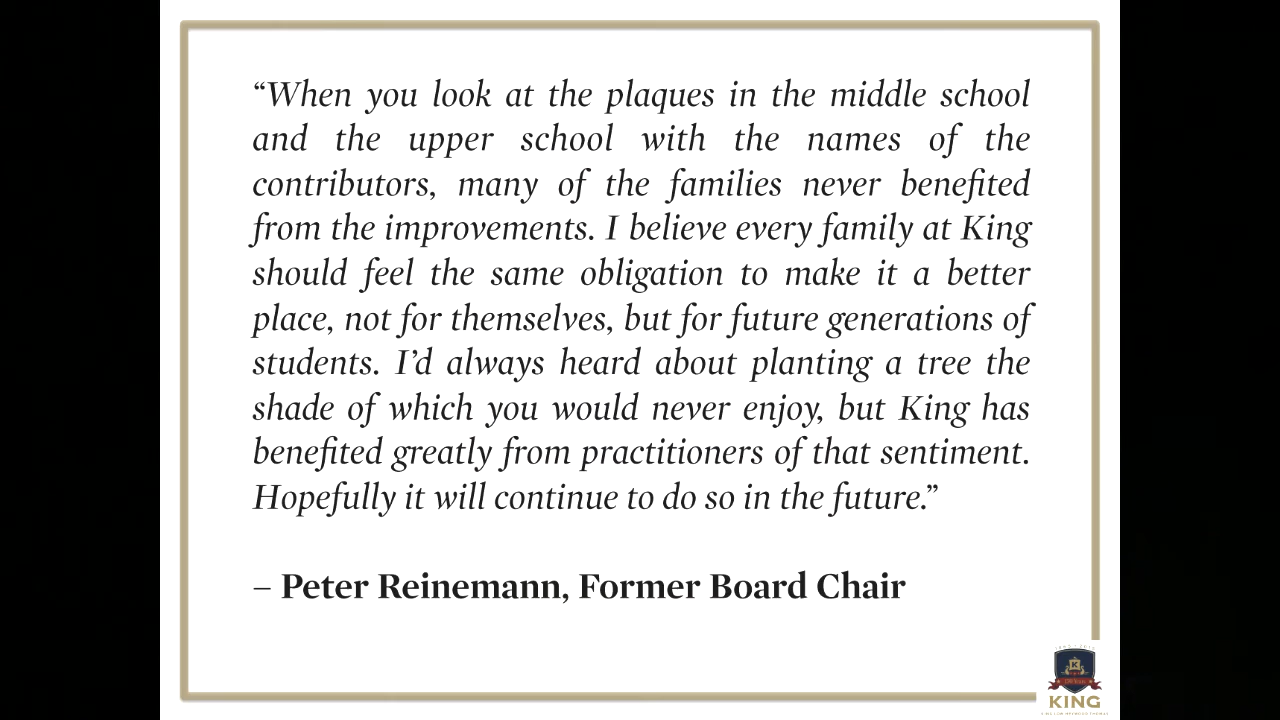 “When you look at the plaques in the middle school
and the upper school with the names of the
contributors, many of the families never benefited
from the improvements. I believe every family at King
should feel the same obligation to make it a better
place, not for themselves, but for future generations of
students. I’d always heard about planting a tree the
shade of which you would never enjoy, but King has
benefited greatly from practitioners of that sentiment.
Hopefully it will continue to do so in the future.”
– Peter Reinemann, Former Board Chair
KING